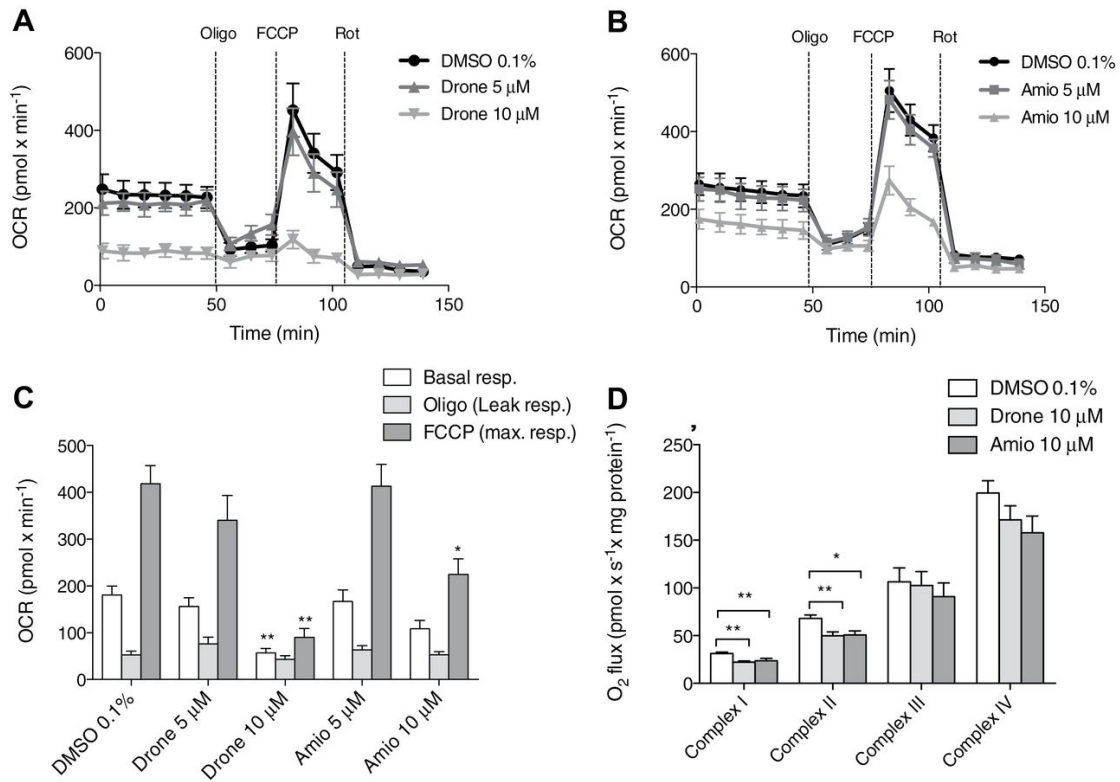 A
Oligo FCCP Rot
DMSO 0.1%
Drone 5 μM
Drone 10 μM
600
400
200
0
OCR (pmol x min-1)
0 50 100 150
Time (min)
B
Oligo FCCP Rot
DMSO 0.1%
Amio 5 μM
Amio 10 μM
600
400
200
0
OCR (pmol x min-1)
0 50 100 150
Time (min)
C
Basal resp.
Oligo (Leak resp.)
FCCP (max. resp.)
500
400
300
200
100
0
OCR (pmol x min-1)
** ** *
DMSO 0.1%
Drone 5 μM
Drone 10 μM
Amio 5 μM
Amio 10 μM
D
DMSO 0.1%
Drone 10 μM
Amio 10 μM
,
250
200
150
100
50
0
O2 flux (pmol x s-1x mg protein-1)
**
**
*
**
Complex I
Complex II
Complex III
Complex IV